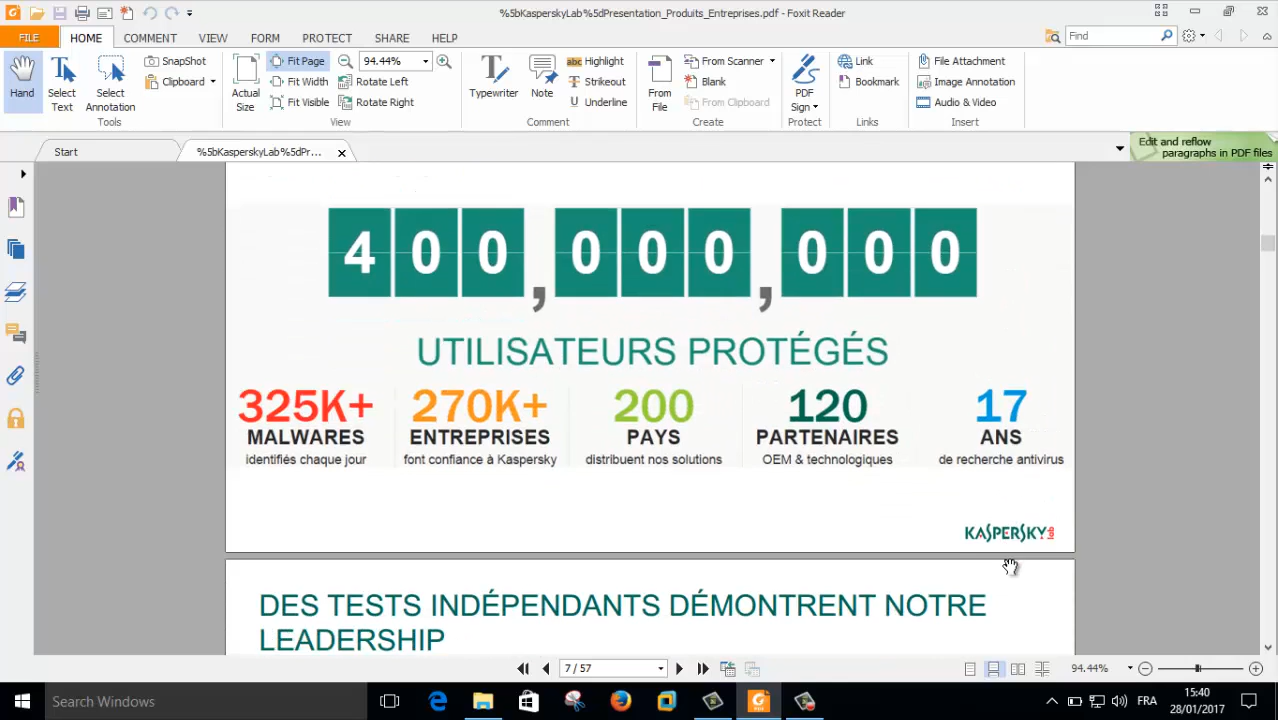 %5bKasperskyLab%5dPresentation_Produits_Entreprises.pdf - Foxit Reader
FILE HOME COMMENT VIEW FORM PROTECT SHARE HELP Find
Hand
Select Text
Select Annotation
SnapShot
Clipboard
Tools
Actual Size
Fit Page
Fit Width
Fit Visible
94.44%
Rotate Left
Rotate Right
View
Typewriter
Note
Highlight
Strikeout
Underline
Comment
From File
From Scanner
Blank
From Clipboard
Create
PDF Sign
Protect
Link
Bookmark
Links
File Attachment
Image Annotation
Audio & Video
Insert
Start %5bKasperskyLab%5dPr...
Edit and reflow
paragraphs in PDF files
400,000,000
UTILISATEURS PROTÉGÉS
325K+ 270K+ 200 120 17
MALWARES ENTREPRISES PAYS PARTENAIRES ANS
identifiés chaque jour font confiance à Kaspersky distribuent nos solutions OEM & technologiques de recherche antivirus
KASPERSKY LAB
DES TESTS INDÉPENDANTS DÉMONTRENT NOTRE
LEADERSHIP
7 / 57 94.44%
Search Windows FRA 15:40
28/01/2017